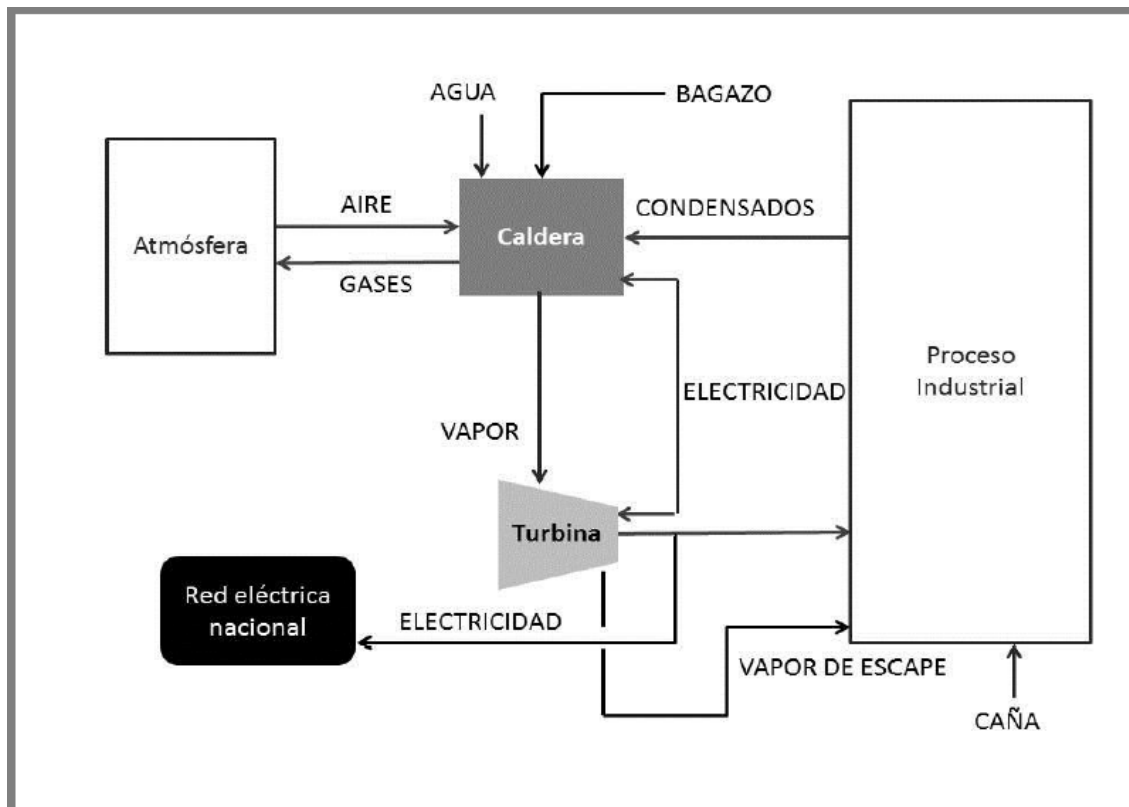 AGUA
BAGAZO
AIRE
CONDENSADOS
Atmósfera
Caldera
GASES
Proceso
Industrial
ELECTRICIDAD
VAPOR
Turbina
Red eléctrica
nacional
ELECTRICIDAD
VAPOR DE ESCAPE
CAÑA